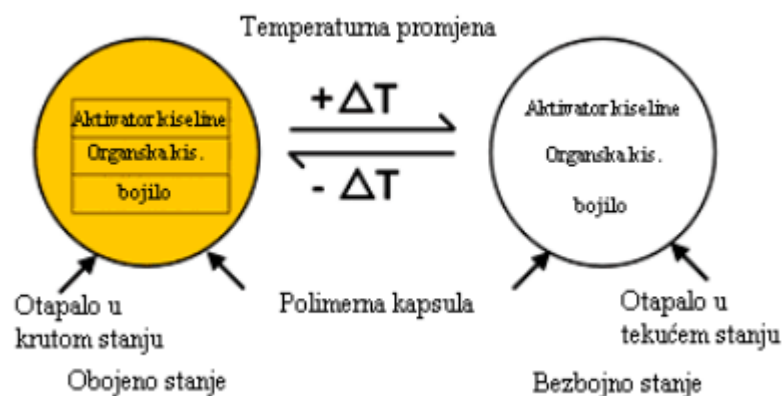 Temperaturna promjena
Aktivator kiseline
Organska kis.
bojilo
+ΔT
- ΔT
Aktivator kiseline
Organska kis.
bojilo
Otapalo u
krutom stanju
Polimerna kapsula
Otapalo u
tekućem stanju
Obojeno stanje
Bezbojno stanje